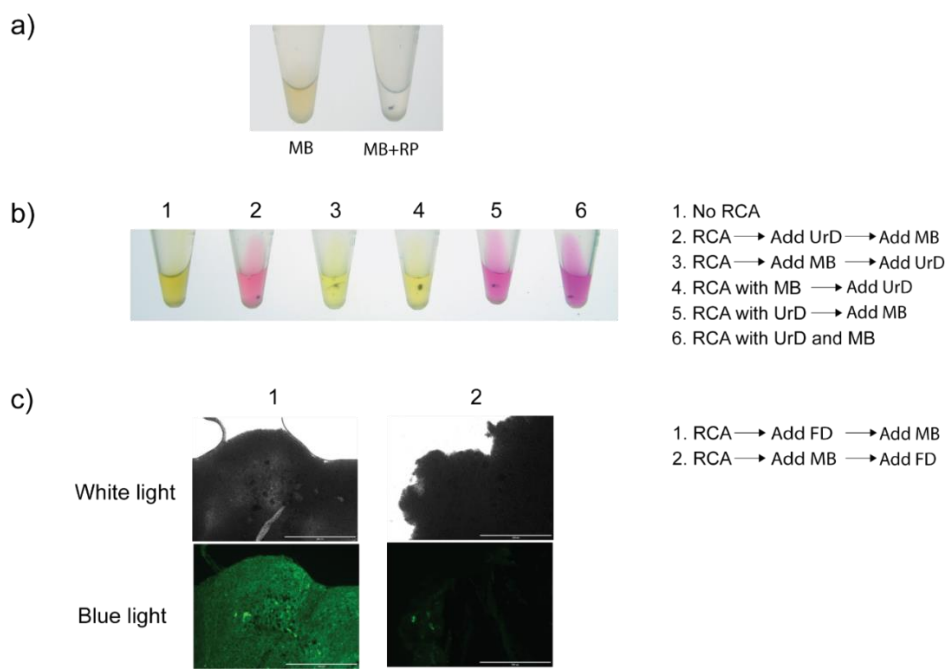 a)
MB MB+RP
b)
1 2 3 4 5 6
1. No RCA
2. RCA → Add UrD → Add MB
3. RCA → Add MB → Add UrD
4. RCA with MB → Add UrD
5. RCA with UrD → Add MB
6. RCA with UrD and MB
c)
1 2
1. RCA → Add FD → Add MB
2. RCA → Add MB → Add FD
White light
Blue light